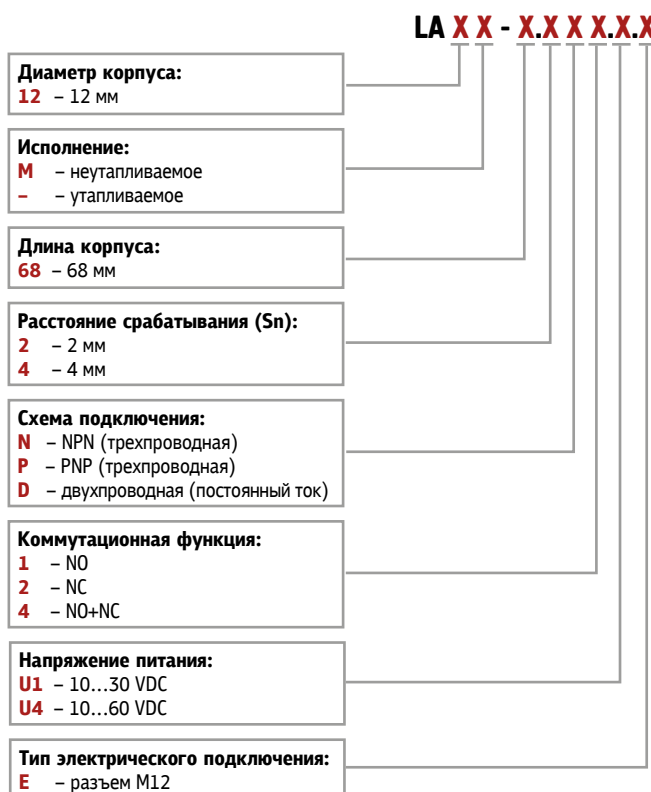 LA X X - X.X X X.X.X
Диаметр корпуса:
12 – 12 мм
Исполнение:
M – неутапливаемое
– – утапливаемое
Длина корпуса:
68 – 68 мм
Расстояние срабатывания (Sn):
2 – 2 мм
4 – 4 мм
Схема подключения:
N – NPN (трехпроводная)
P – PNP (трехпроводная)
D – двухпроводная (постоянный ток)
Коммутационная функция:
1 – NO
2 – NC
4 – NO+NC
Напряжение питания:
U1 – 10...30 VDC
U4 – 10...60 VDC
Тип электрического подключения:
E – разъем M12